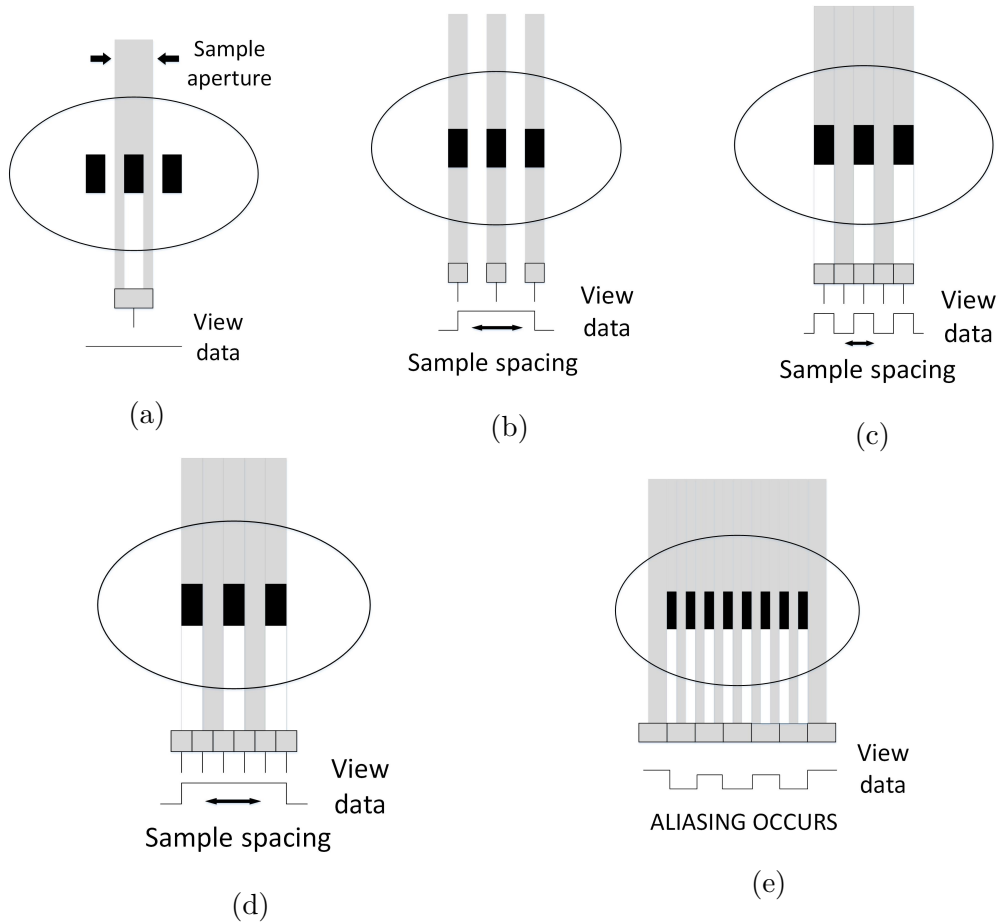 Sample
aperture
View
data
(a)
View
data
Sample spacing
(b)
View
data
Sample spacing
(c)
View
data
Sample spacing
(d)
View
data
ALIASING OCCURS
(e)